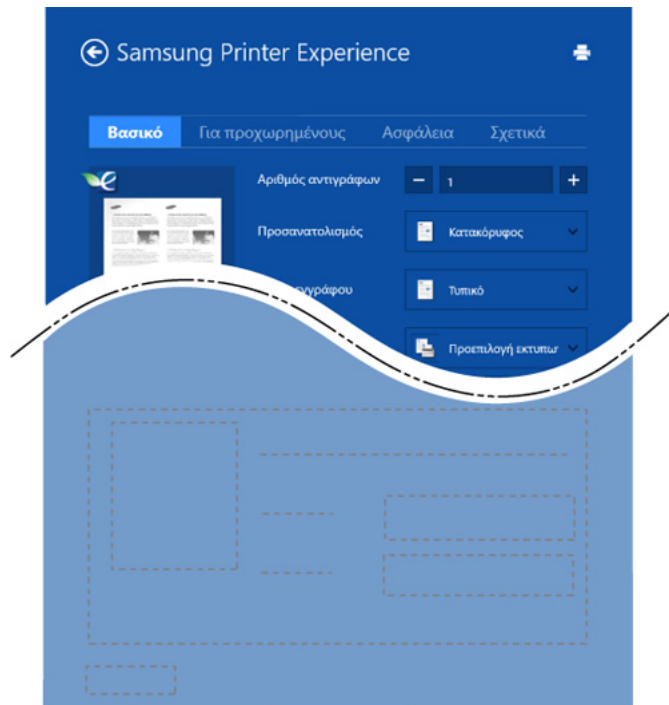 Samsung Printer Experience
Βασικό Για προχωρημένους Ασφάλεια Σχετικά
Αριθμός αντιγράφων 1
Προσανατολισμός Κατακόρυφος
εγγράφου Τυπικό
Προεπιλογή εκτυπω